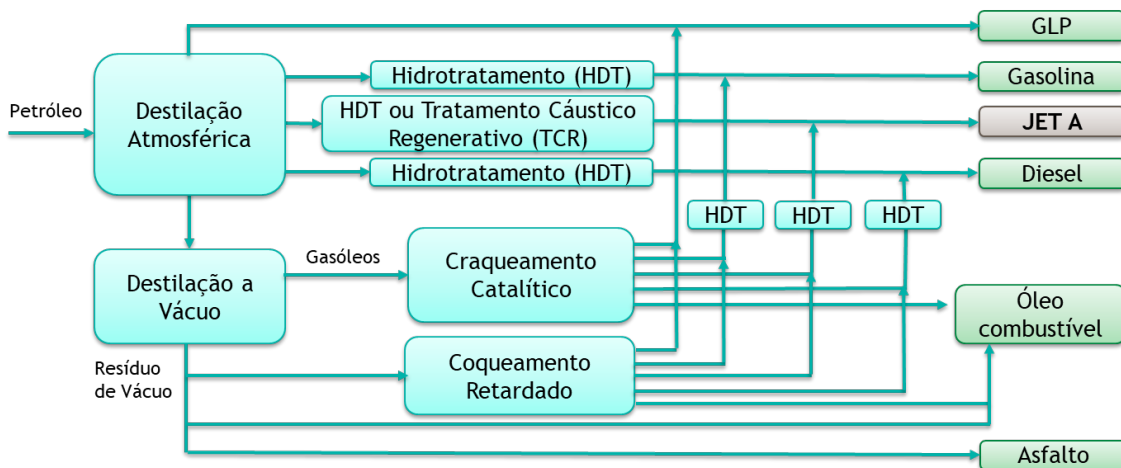 GLP
Hidrotratamento (HDT)
Gasolina
Petróleo
Destilação
Atmosférica
HDT ou Tratamento Cáustico
Regenerativo (TCR)
JET A
Hidrotratamento (HDT)
Diesel
HDT
HDT
HDT
Gasóleos
Destilação a
Vácuo
Craqueamento
Catalítico
Óleo
combustível
Resíduo
de Vácuo
Coqueamento
Retardado
Asfalto